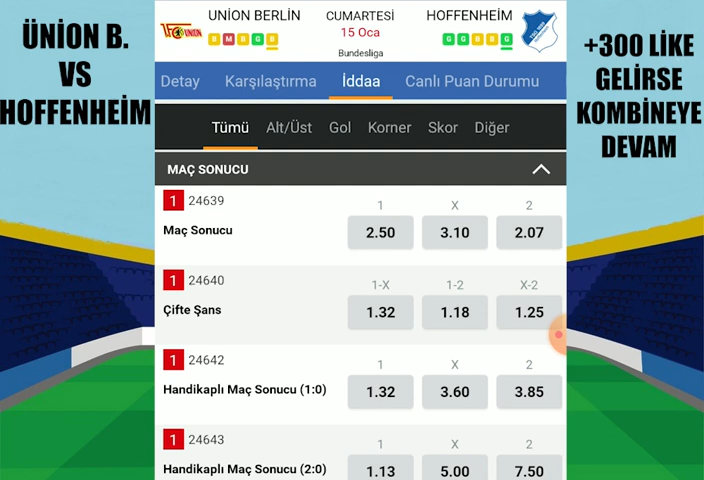 ÜNİON B.
VS
HOFFENHEİM
UNİON BERLİN
B M B G B
CUMARTESİ
15 Oca
Bundesliga
HOFFENHEİM
G G B B G
+300 LİKE
GELİRSE
KOMBİNEYE
DEVAM
Detay Karşılaştırma İddaa Canlı Puan Durumu
Tümü Alt/Üst Gol Korner Skor Diğer
MAÇ SONUCU
1 24639
Maç Sonucu
1 X 2
2.50 3.10 2.07
1 24640
Çifte Şans
1-X 1-2 X-2
1.32 1.18 1.25
1 24642
Handikaplı Maç Sonucu (1:0)
1 X 2
1.32 3.60 3.85
1 24643
Handikaplı Maç Sonucu (2:0)
1 X 2
1.13 5.00 7.50